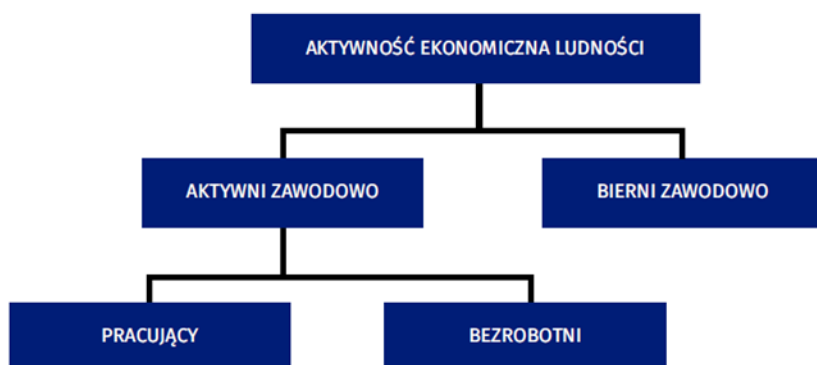 AKTYWNOŚĆ EKONOMICZNA LUDNOŚCI
AKTYWNI ZAWODOWO
BIERNI ZAWODOWO
PRACUJĄCY
BEZROBOTNI